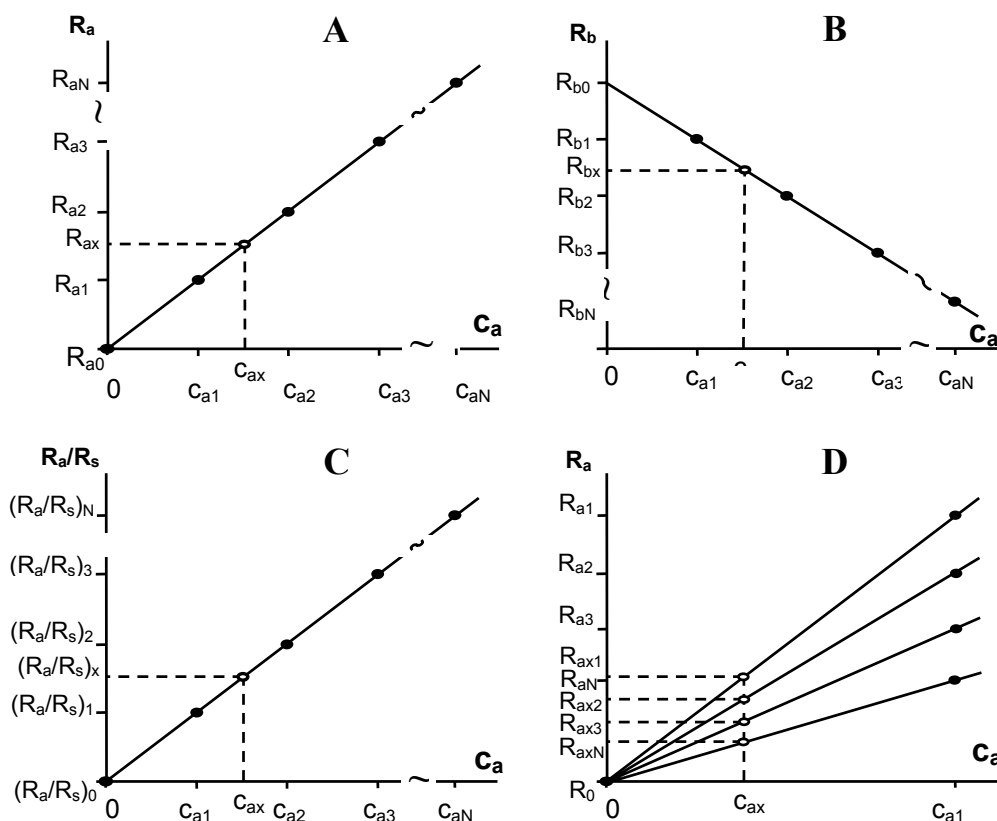 A
Ra
RaN
Ra3
Ra2
Rax
Ra1
Ra0
ca
0
ca1
cax
ca2
ca3
caN
B
Rb
Rb0
Rb1
Rbx
Rb2
Rb3
RbN
ca
0
ca1
ca2
ca3
caN
C
Ra/Rs
(Ra/Rs)N
(Ra/Rs)3
(Ra/Rs)2
(Ra/Rs)x
(Ra/Rs)1
(Ra/Rs)0
ca
0
ca1
cax
ca2
ca3
caN
D
Ra
Ra1
Ra2
Ra3
Rax1
RaN
Rax2
Rax3
RaxN
R0
ca
0
cax
ca1